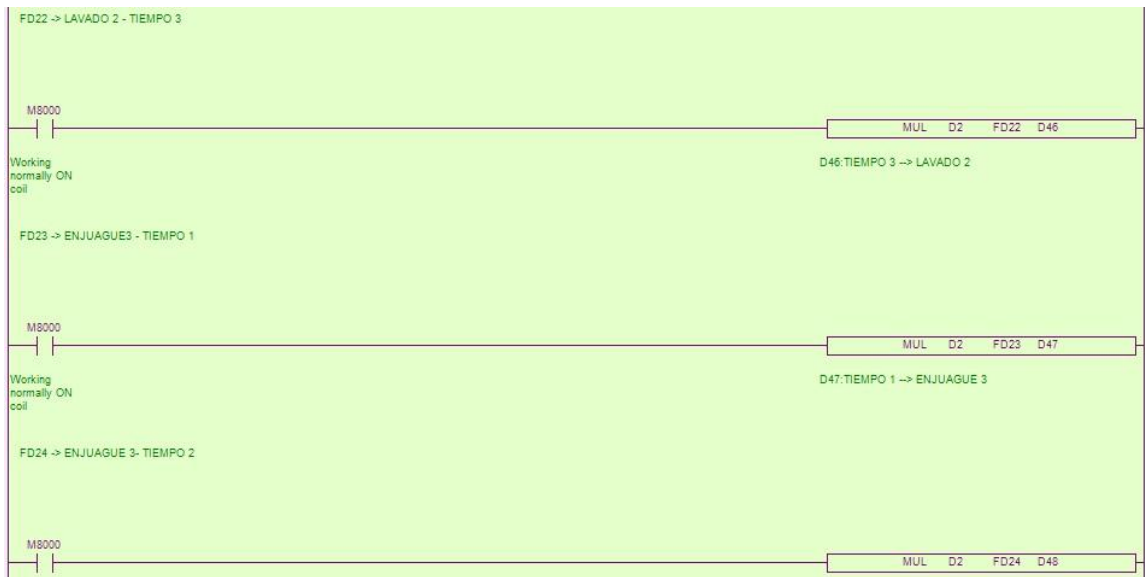 FD22 -> LAVADO 2 - TIEMPO 3
M8000
MUL D2 FD22 D46
Working
normally ON
coil
D46:TIEMPO 3 --> LAVADO 2
FD23 -> ENJUAGUE3 - TIEMPO 1
M8000
MUL D2 FD23 D47
Working
normally ON
coil
D47:TIEMPO 1 --> ENJUAGUE 3
FD24 -> ENJUAGUE 3- TIEMPO 2
M8000
MUL D2 FD24 D48